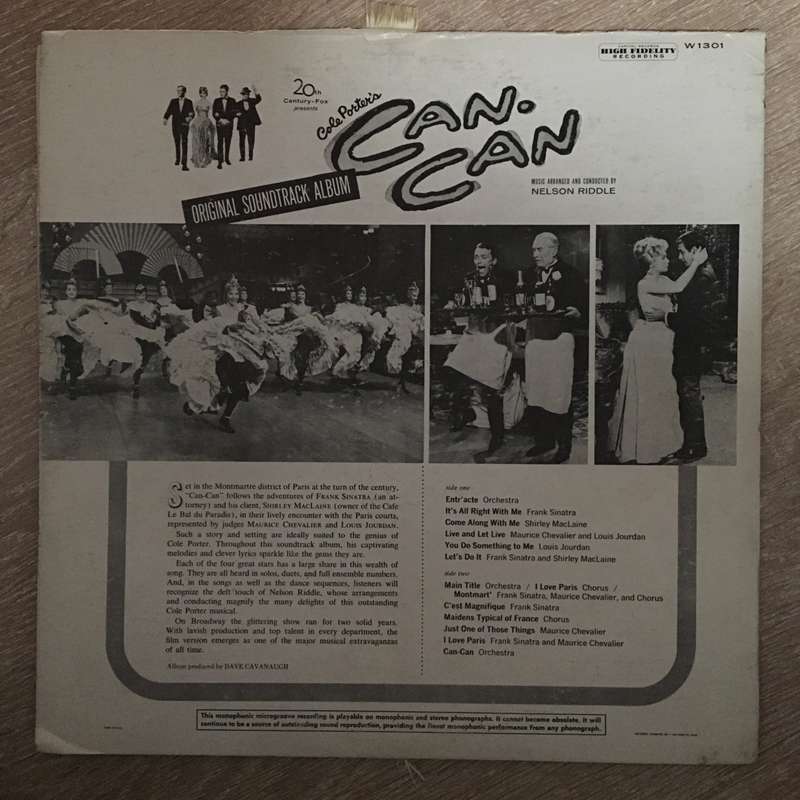 CAPITOL RECORDS
HIGH FIDELITY
RECORDING
W1301
20th
Century-Fox
presents
Cole Porter's
CAN-
CAN
ORIGINAL SOUNDTRACK ALBUM
MUSIC ARRANGED AND CONDUCTED BY
NELSON RIDDLE
Set in the Montmartre district of Paris at the turn of the century,
"Can-Can" follows the adventures of FRANK SINATRA (an at-
torney) and his client, SHIRLEY MACLAINE (owner of the Cafe
Le Bal du Paradis), in their lively encounter with the Paris courts,
represented by judges MAURICE CHEVALIER and LOUIS JOURDAN.
Such a story and setting are ideally suited to the genius of
Cole Porter. Throughout this soundtrack album, his captivating
melodies and clever lyrics sparkle like the gems they are.
Each of the four great stars has a large share in this wealth of
song. They are all heard in solos, duets, and full ensemble numbers.
And, in the songs as well as the dance sequences, listeners will
recognize the deft touch of Nelson Riddle, whose arrangements
and conducting magnify the many delights of this outstanding
Cole Porter musical.
On Broadway the glittering show ran for two solid years.
With lavish production and top talent in every department, the
film version emerges as one of the major musical extravaganzas
of all time.
Album produced by DAVE CAVANAUGH
side one
Entr'acte Orchestra
It's All Right With Me Frank Sinatra
Come Along With Me Shirley MacLaine
Live and Let Live Maurice Chevalier and Louis Jourdan
You Do Something to Me Louis Jourdan
Let's Do It Frank Sinatra and Shirley MacLaine
side two
Main Title Orchestra / I Love Paris Chorus /
Montmart' Frank Sinatra, Maurice Chevalier, and Chorus
C'est Magnifique Frank Sinatra
Maidens Typical of France Chorus
Just One of Those Things Maurice Chevalier
I Love Paris Frank Sinatra and Maurice Chevalier
Can-Can Orchestra
This monophonic microgroove recording is playable on monophonic and stereo phonographs. It cannot become obsolete. It will
continue to be a source of outstanding sound reproduction, providing the finest monophonic performance from any phonograph.